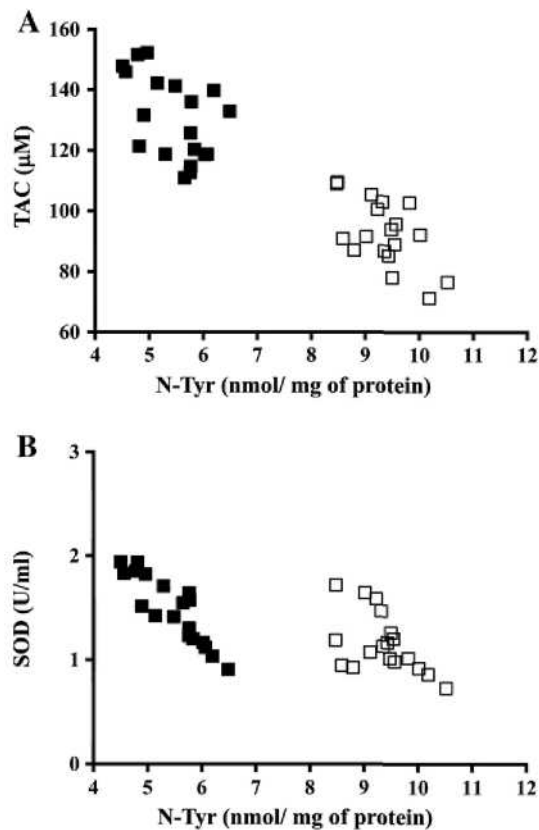 A
160
140
120
100
80
60
TAC (µM)
4 5 6 7 8 9 10 11 12
N-Tyr (nmol/ mg of protein)
B
3
2
1
0
SOD (U/ml)
4 5 6 7 8 9 10 11 12
N-Tyr (nmol/ mg of protein)